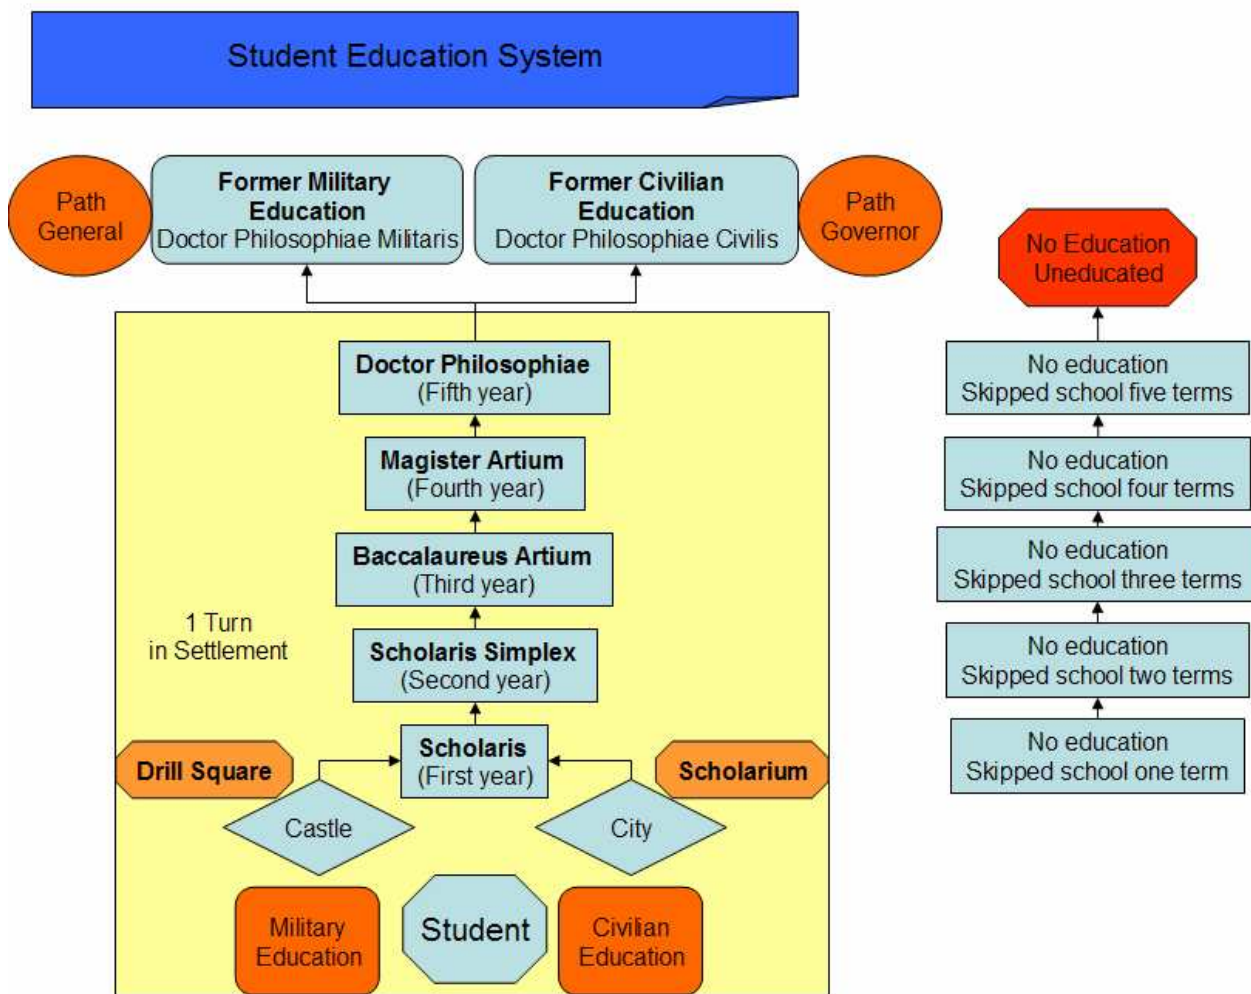 Student Education System
Path
General
Former Military
Education
Doctor Philosophiae Militaris
Former Civilian
Education
Doctor Philosophiae Civilis
Path
Governor
No Education
Uneducated
Doctor Philosophiae
(Fifth year)
Magister Artium
(Fourth year)
Baccalaureus Artium
(Third year)
1 Turn
in Settlement
Scholaris Simplex
(Second year)
Drill Square
Scholaris
(First year)
Scholarium
Castle
City
Military
Education
Student
Civilian
Education
No education
Skipped school five terms
No education
Skipped school four terms
No education
Skipped school three terms
No education
Skipped school two terms
No education
Skipped school one term